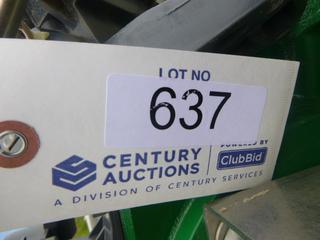 LOT NO
637
CENTURY
AUCTIONS
POWERED BY
ClubBid
A DIVISION OF CENTURY SERVICES